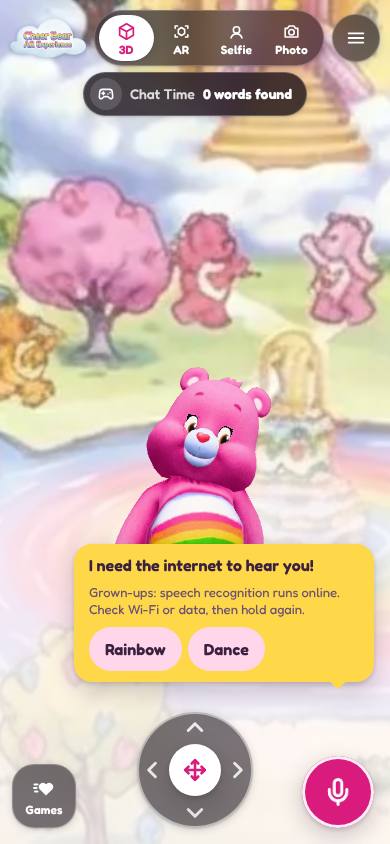 Cheer Bear
AR Experience
3D
AR
Selfie
Photo
Chat Time 0 words found
I need the internet to hear you!
Grown-ups: speech recognition runs online.
Check Wi-Fi or data, then hold again.
Rainbow
Dance
Games